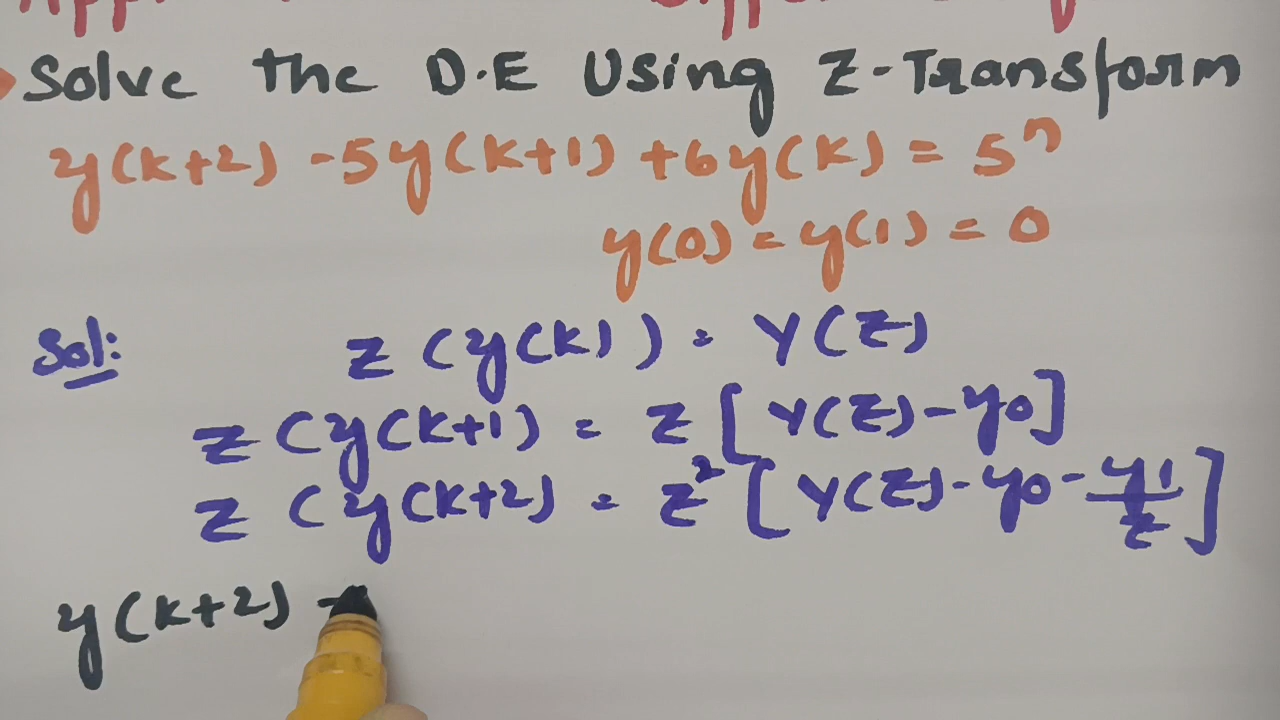 Solve the D.E Using Z-Transform
y(k+2) -5y(k+1) +6y(k) = 5ⁿ
y(0) = y(1) = 0
Sol:
z (y(k)) = Y(z)
z (y(k+1) = z [Y(z)-y0]
z (y(k+2) = z² [Y(z)-y0-y1/z]
y(k+2) -